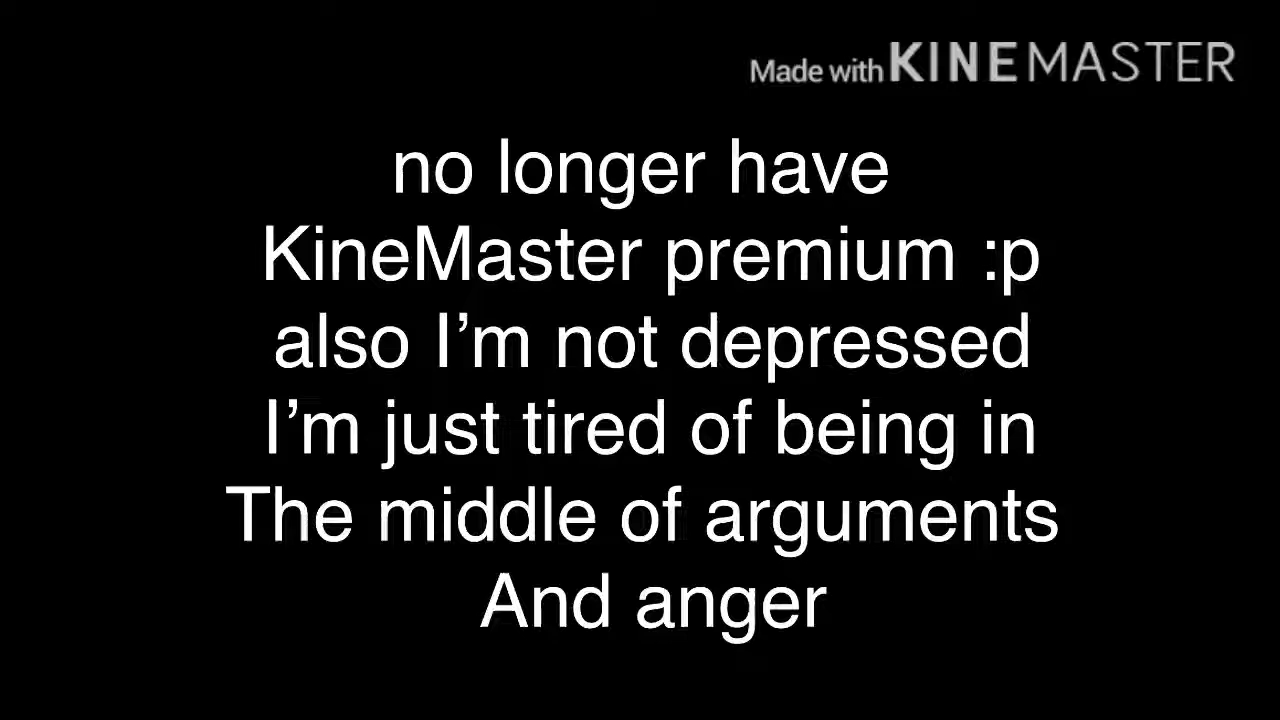 Made with KINEMASTER
no longer have
KineMaster premium :p
also I’m not depressed
I’m just tired of being in
The middle of arguments
And anger